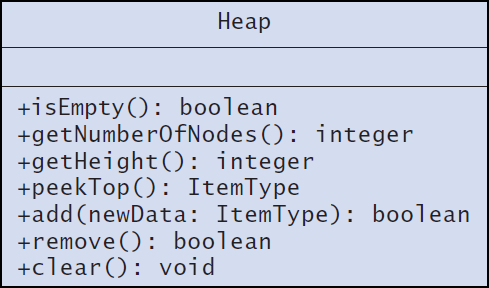 Heap
+isEmpty(): boolean
+getNumberOfNodes(): integer
+getHeight(): integer
+peekTop(): ItemType
+add(newData: ItemType): boolean
+remove(): boolean
+clear(): void